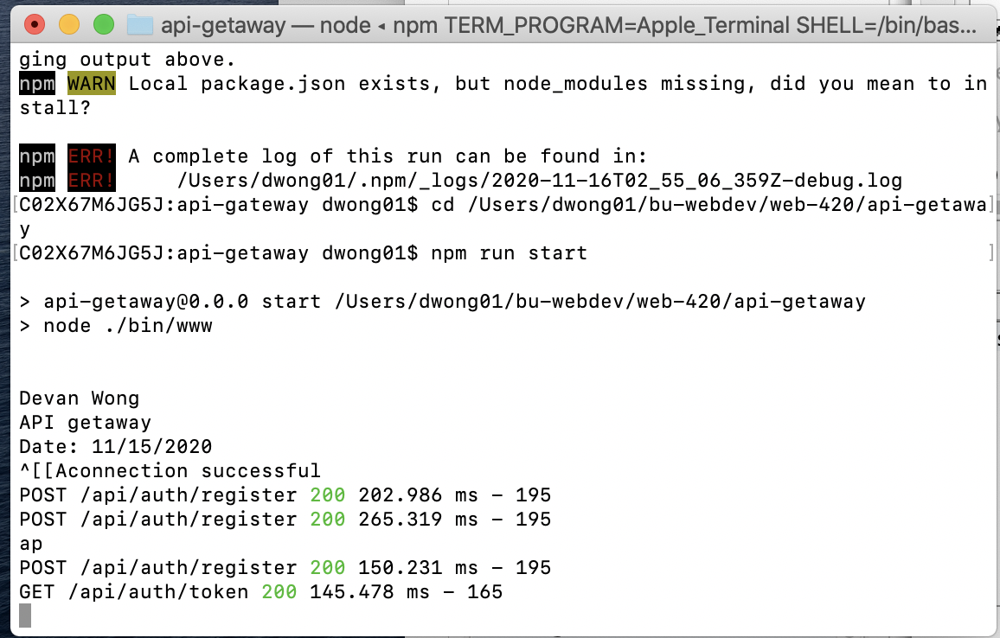 api-getaway — node ◂ npm TERM_PROGRAM=Apple_Terminal SHELL=/bin/bas...
ging output above.
npm WARN Local package.json exists, but node_modules missing, did you mean to in
stall?
npm ERR! A complete log of this run can be found in:
npm ERR!     /Users/dwong01/.npm/_logs/2020-11-16T02_55_06_359Z-debug.log
[C02X67M6JG5J:api-gateway dwong01$ cd /Users/dwong01/bu-webdev/web-420/api-getawa]
y
[C02X67M6JG5J:api-getaway dwong01$ npm run start ]
> api-getaway@0.0.0 start /Users/dwong01/bu-webdev/web-420/api-getaway
> node ./bin/www
Devan Wong
API getaway
Date: 11/15/2020
^[[Aconnection successful
POST /api/auth/register 200 202.986 ms - 195
POST /api/auth/register 200 265.319 ms - 195
ap
POST /api/auth/register 200 150.231 ms - 195
GET /api/auth/token 200 145.478 ms - 165